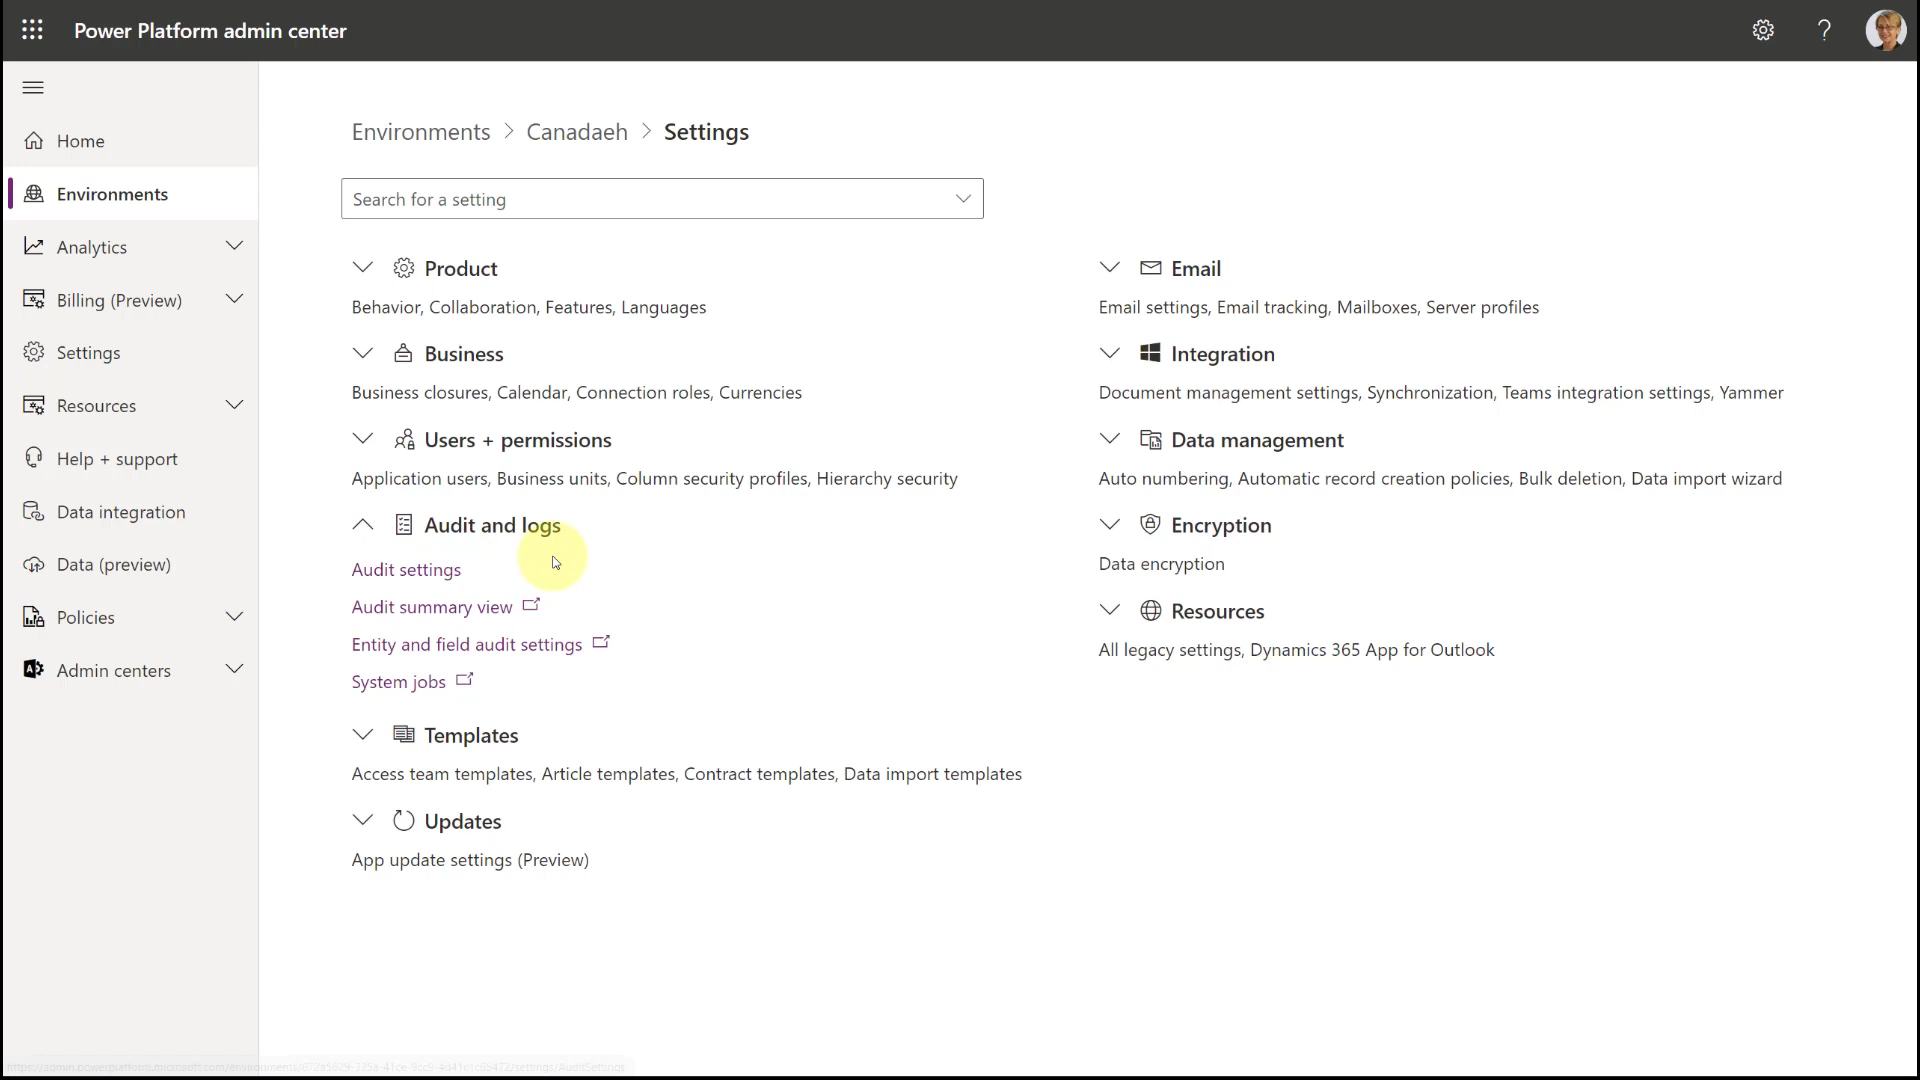 Power Platform admin center
Home
Environments
Analytics
Billing (Preview)
Settings
Resources
Help + support
Data integration
Data (preview)
Policies
Admin centers
Environments > Canadaeh > Settings
Search for a setting
Product
Behavior, Collaboration, Features, Languages
Business
Business closures, Calendar, Connection roles, Currencies
Users + permissions
Application users, Business units, Column security profiles, Hierarchy security
Audit and logs
Audit settings
Audit summary view
Entity and field audit settings
System jobs
Templates
Access team templates, Article templates, Contract templates, Data import templates
Updates
App update settings (Preview)
Email
Email settings, Email tracking, Mailboxes, Server profiles
Integration
Document management settings, Synchronization, Teams integration settings, Yammer
Data management
Auto numbering, Automatic record creation policies, Bulk deletion, Data import wizard
Encryption
Data encryption
Resources
All legacy settings, Dynamics 365 App for Outlook